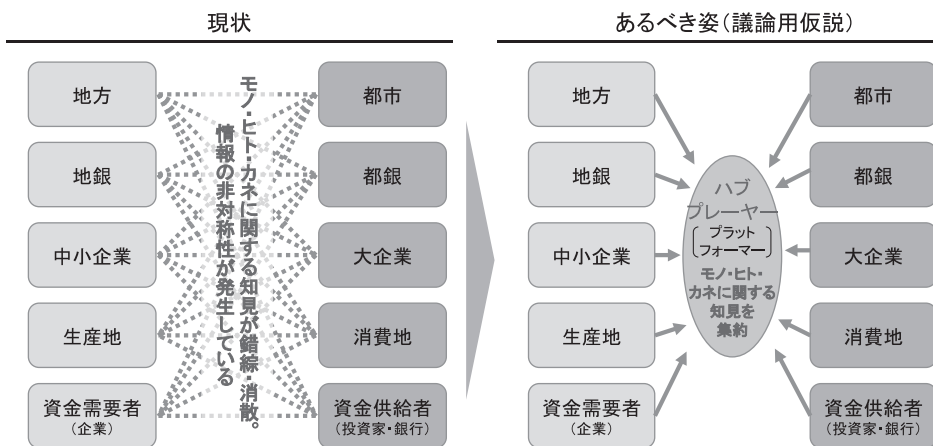 現状
地方
地銀
中小企業
生産地
資金需要者
(企業)
モノ・ヒト・カネに関する知見が錯綜・消散。
情報の非対称性が発生している
都市
都銀
大企業
消費地
資金供給者
(投資家・銀行)
あるべき姿(議論用仮説)
地方
地銀
中小企業
生産地
資金需要者
(企業)
ハブ
プレーヤー
プラット
フォーマー
モノ・ヒト・
カネに関する
知見を
集約
都市
都銀
大企業
消費地
資金供給者
(投資家・銀行)